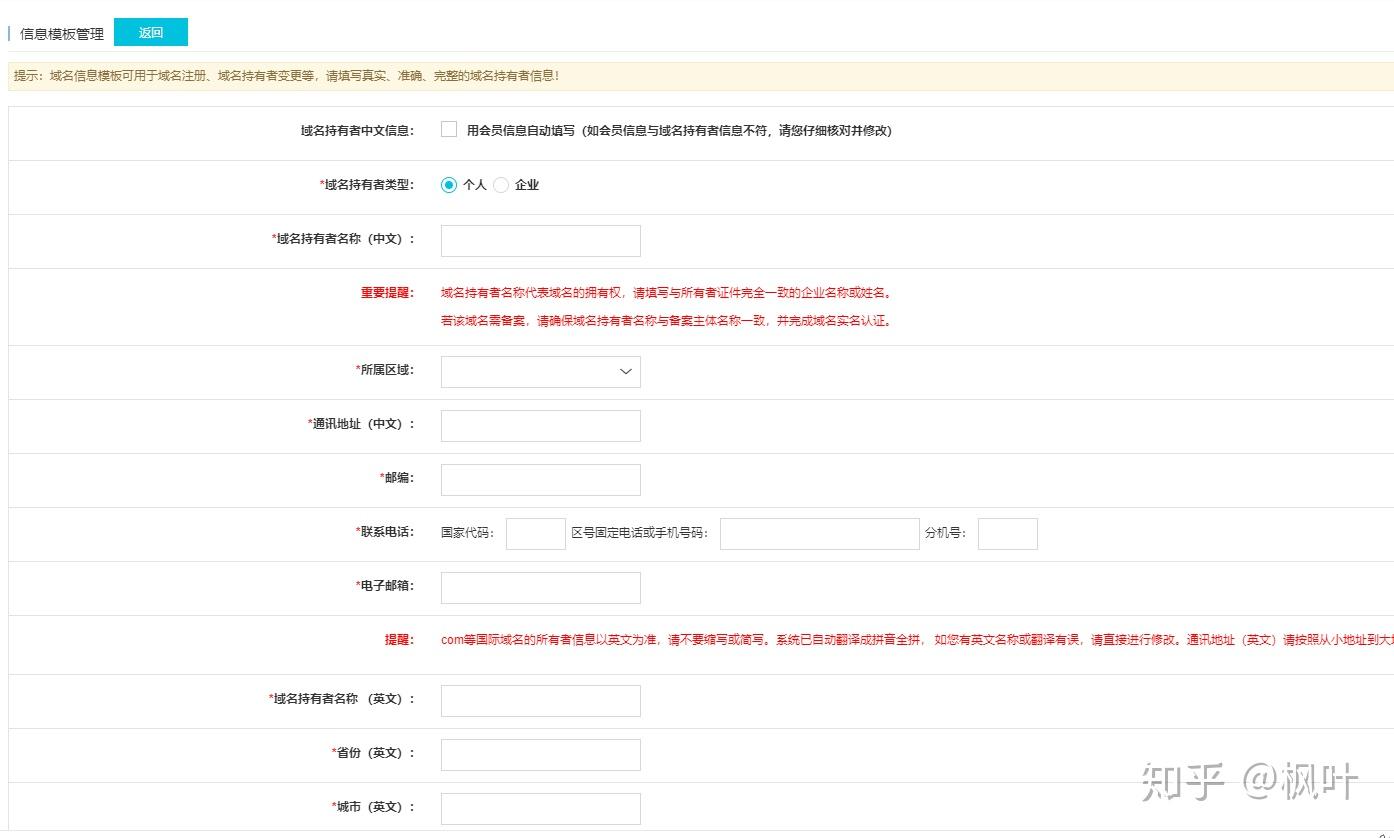 信息模板管理 返回
提示：域名信息模板可用于域名注册、域名持有者变更等，请填写真实、准确、完整的域名持有者信息！
域名持有者中文信息： 用会员信息自动填写（如会员信息与域名持有者信息不符，请您仔细核对并修改）
*域名持有者类型： 个人 企业
*域名持有者名称（中文）：
重要提醒： 域名持有者名称代表域名的拥有权，请填写与所有者证件完全一致的企业名称或姓名。
若该域名需备案，请确保域名持有者名称与备案主体名称一致，并完成域名实名认证。
*所属区域：
*通讯地址（中文）：
*邮编：
*联系电话： 国家代码： 区号固定电话或手机号码： 分机号：
*电子邮箱：
提醒： com等国际域名的所有者信息以英文为准，请不要缩写或简写。系统已自动翻译成拼音全拼， 如您有英文名称或翻译有误，请直接进行修改。通讯地址（英文）请按照从小地址到大
*域名持有者名称 （英文）：
*省份（英文）：
*城市（英文）：
知乎 @枫叶